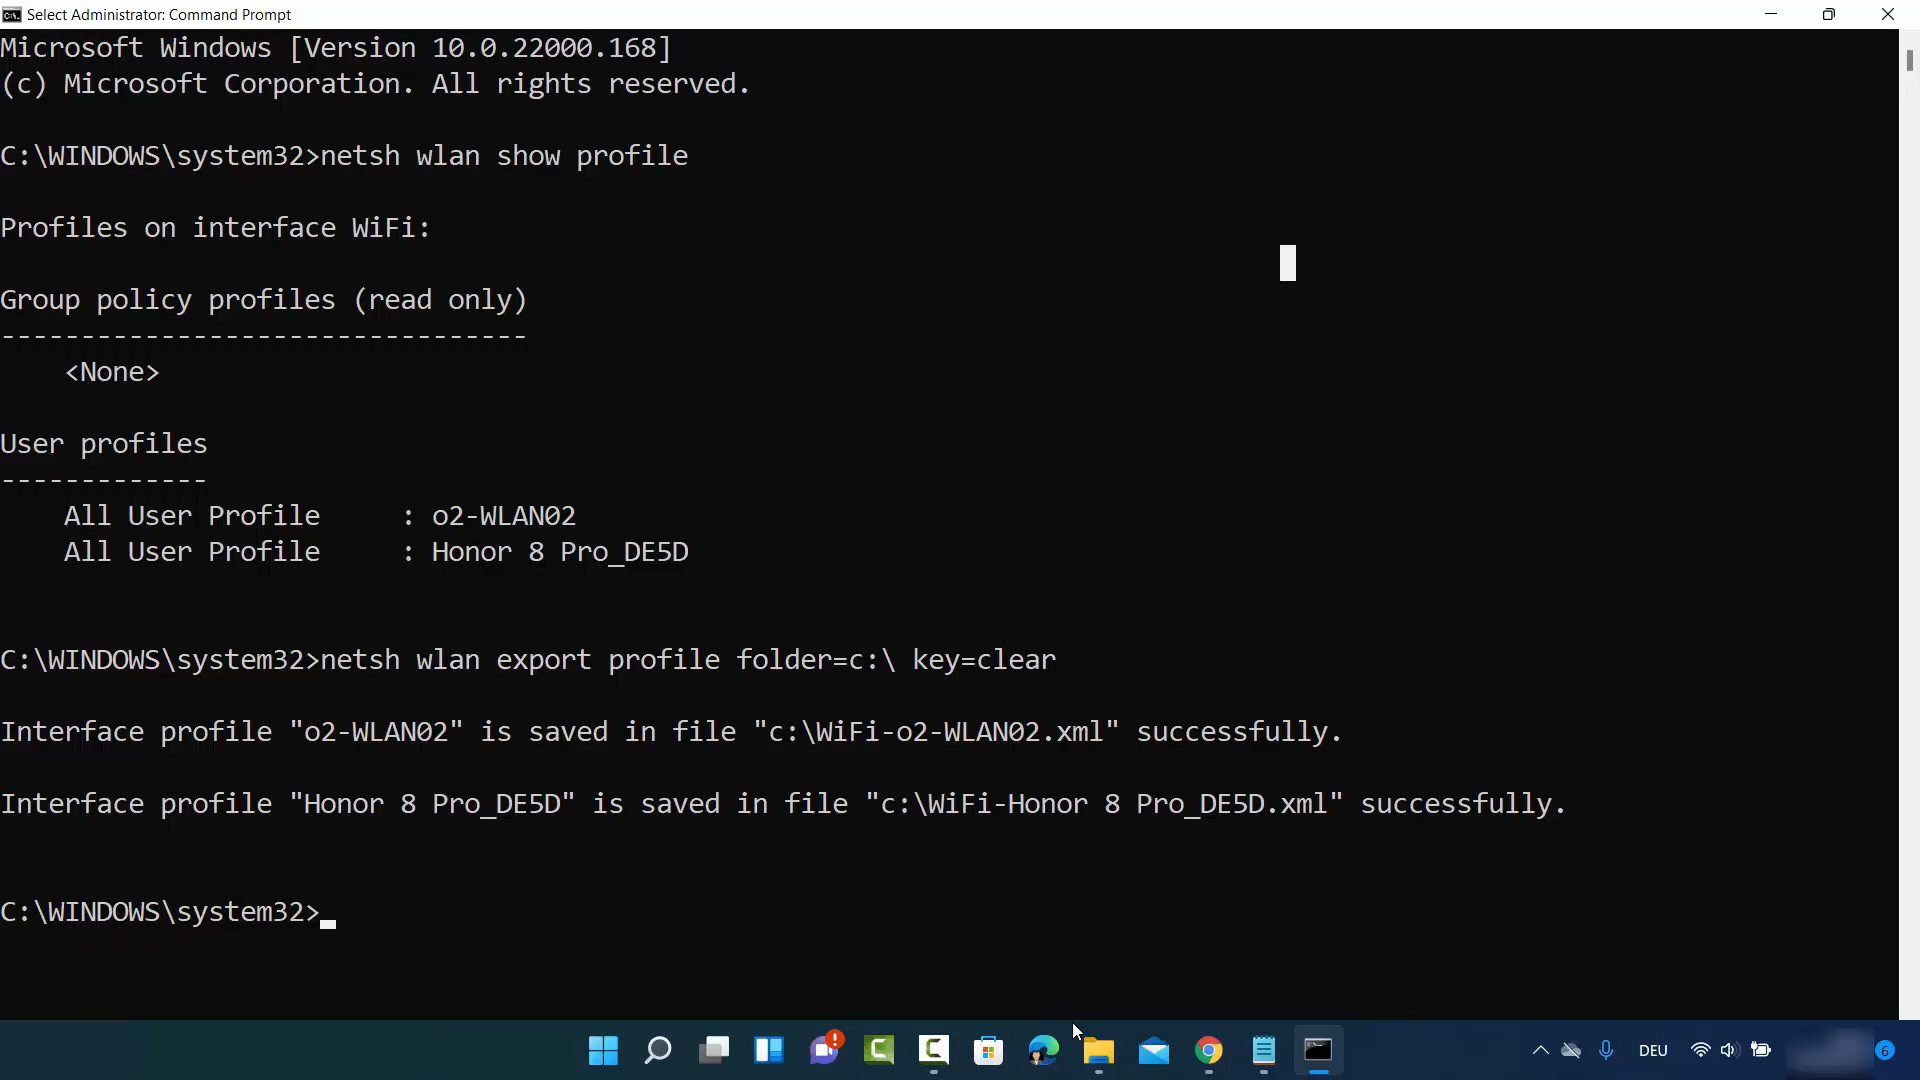 Select Administrator: Command Prompt
Microsoft Windows [Version 10.0.22000.168]
(c) Microsoft Corporation. All rights reserved.
C:\WINDOWS\system32>netsh wlan show profile
Profiles on interface WiFi:
Group policy profiles (read only)
---------------------------------
<None>
User profiles
-------------
All User Profile     : o2-WLAN02
All User Profile     : Honor 8 Pro_DE5D
C:\WINDOWS\system32>netsh wlan export profile folder=c:\ key=clear
Interface profile "o2-WLAN02" is saved in file "c:\WiFi-o2-WLAN02.xml" successfully.
Interface profile "Honor 8 Pro_DE5D" is saved in file "c:\WiFi-Honor 8 Pro_DE5D.xml" successfully.
C:\WINDOWS\system32>
DEU 6